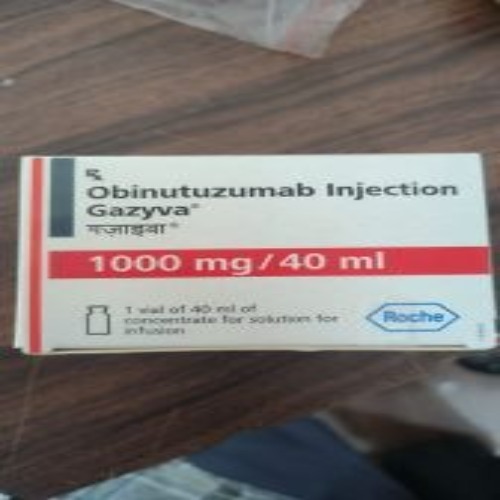 Rx
Obinutuzumab Injection
Gazyva®
गज़ाइवा®
1000 mg/40 ml
1 vial of 40 ml of
concentrate for solution for
infusion
Roche